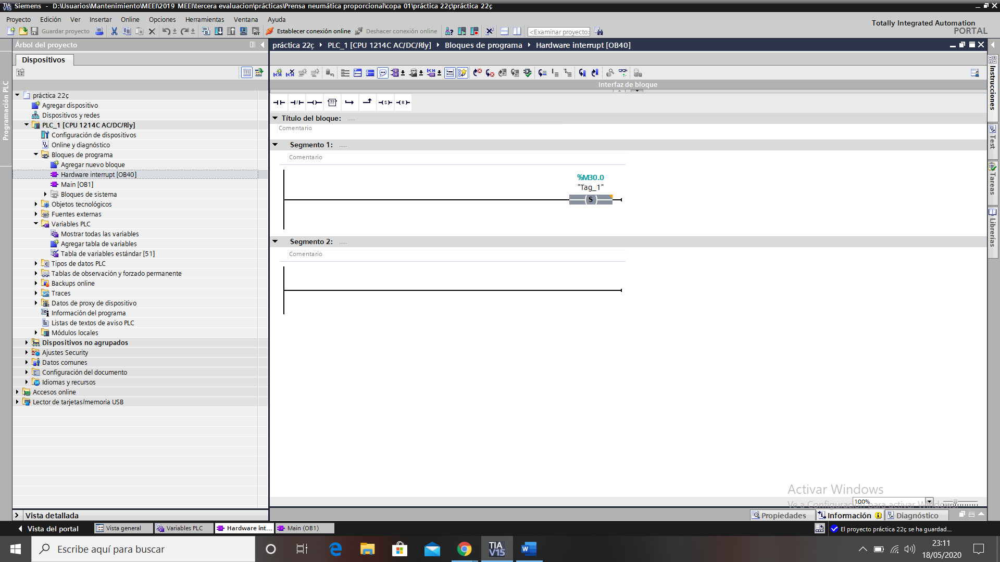 Siemens - D:\Usuarios\Mantenimiento\MEEI\2019 MEEI\tercera evaluacion\prácticas\Prensa neumática proporcional\copa 01\práctica 22ç\práctica 22ç
Proyecto Edición Ver Insertar Online Opciones Herramientas Ventana Ayuda
Totally Integrated Automation
PORTAL
Guardar proyecto
Establecer conexión online
Deshacer conexión online
<Examinar proyecto>
Árbol del proyecto
Dispositivos
Programación PLC
práctica 22ç
Agregar dispositivo
Dispositivos y redes
PLC_1 [CPU 1214C AC/DC/Rly]
Configuración de dispositivos
Online y diagnóstico
Bloques de programa
Agregar nuevo bloque
Hardware interrupt [OB40]
Main [OB1]
Bloques de sistema
Objetos tecnológicos
Fuentes externas
Variables PLC
Mostrar todas las variables
Agregar tabla de variables
Tabla de variables estándar [51]
Tipos de datos PLC
Tablas de observación y forzado permanente
Backups online
Traces
Datos de proxy de dispositivo
Información del programa
Listas de textos de aviso PLC
Módulos locales
Dispositivos no agrupados
Ajustes Security
Datos comunes
Configuración del documento
Idiomas y recursos
Accesos online
Lector de tarjetas/memoria USB
Vista detallada
práctica 22ç PLC_1 [CPU 1214C AC/DC/Rly] Bloques de programa Hardware interrupt [OB40]
Interfaz de bloque
Título del bloque: .....
Comentario
Segmento 1: .....
Comentario
%M30.0
"Tag_1"
S
Segmento 2: .....
Comentario
Instrucciones
Test
Tareas
Librerías
Activar Windows
Ve a Configuración para activar Windows.
100%
Propiedades
Información
Diagnóstico
Vista del portal
Vista general
Variables PLC
Hardware int...
Main (OB1)
El proyecto práctica 22ç se ha guardad...
Escribe aquí para buscar
TIA
V15
23:11
18/05/2020